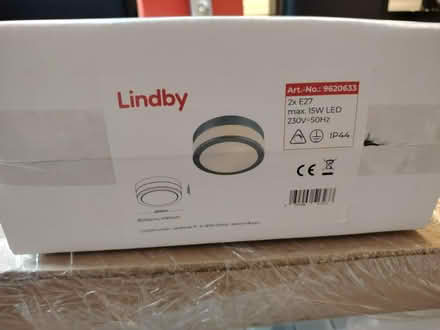 Lindby
Art.-No.: 9620633
2x E27
max. 15W LED
230V~50Hz
IP44
CE